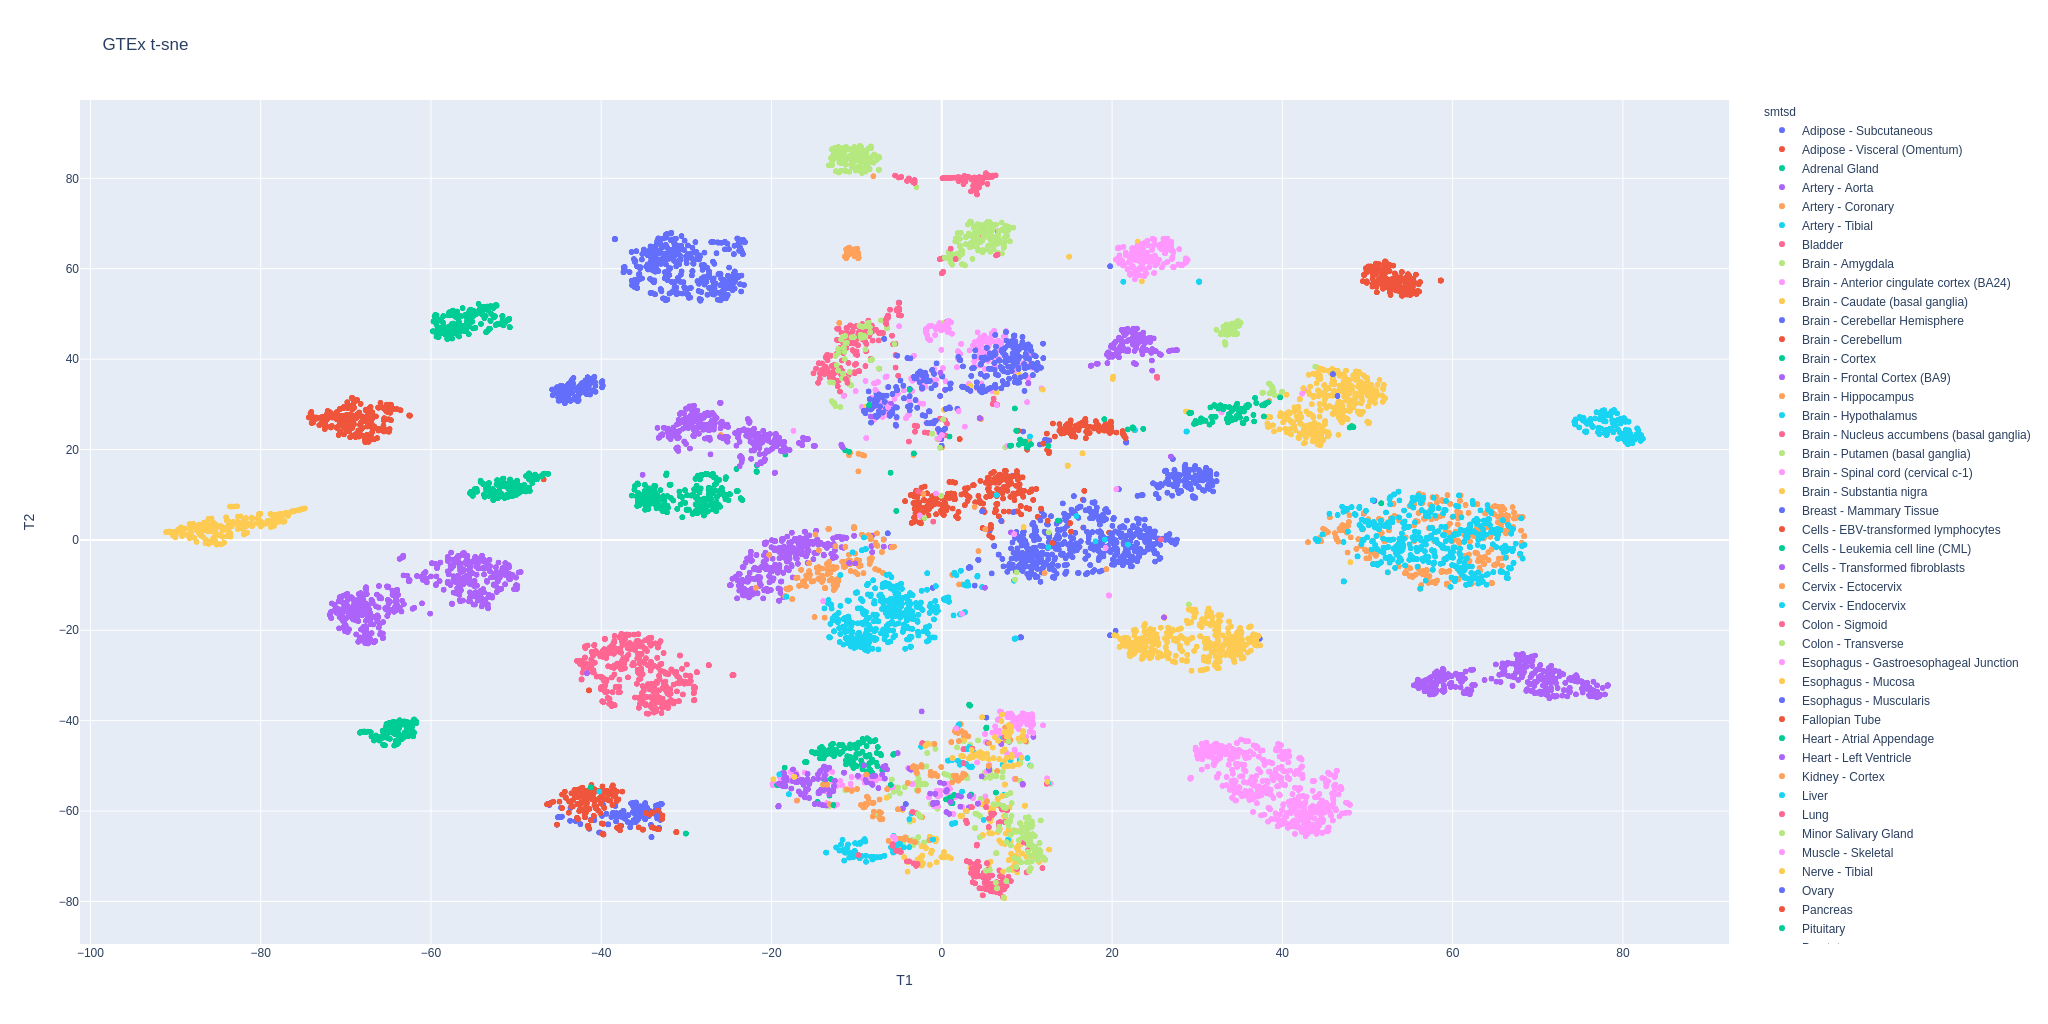 GTEx t-sne
T2
80
60
40
20
0
−20
−40
−60
−80
−100
−80
−60
−40
−20
0
20
40
60
80
T1
smtsd
Adipose - Subcutaneous
Adipose - Visceral (Omentum)
Adrenal Gland
Artery - Aorta
Artery - Coronary
Artery - Tibial
Bladder
Brain - Amygdala
Brain - Anterior cingulate cortex (BA24)
Brain - Caudate (basal ganglia)
Brain - Cerebellar Hemisphere
Brain - Cerebellum
Brain - Cortex
Brain - Frontal Cortex (BA9)
Brain - Hippocampus
Brain - Hypothalamus
Brain - Nucleus accumbens (basal ganglia)
Brain - Putamen (basal ganglia)
Brain - Spinal cord (cervical c-1)
Brain - Substantia nigra
Breast - Mammary Tissue
Cells - EBV-transformed lymphocytes
Cells - Leukemia cell line (CML)
Cells - Transformed fibroblasts
Cervix - Ectocervix
Cervix - Endocervix
Colon - Sigmoid
Colon - Transverse
Esophagus - Gastroesophageal Junction
Esophagus - Mucosa
Esophagus - Muscularis
Fallopian Tube
Heart - Atrial Appendage
Heart - Left Ventricle
Kidney - Cortex
Liver
Lung
Minor Salivary Gland
Muscle - Skeletal
Nerve - Tibial
Ovary
Pancreas
Pituitary